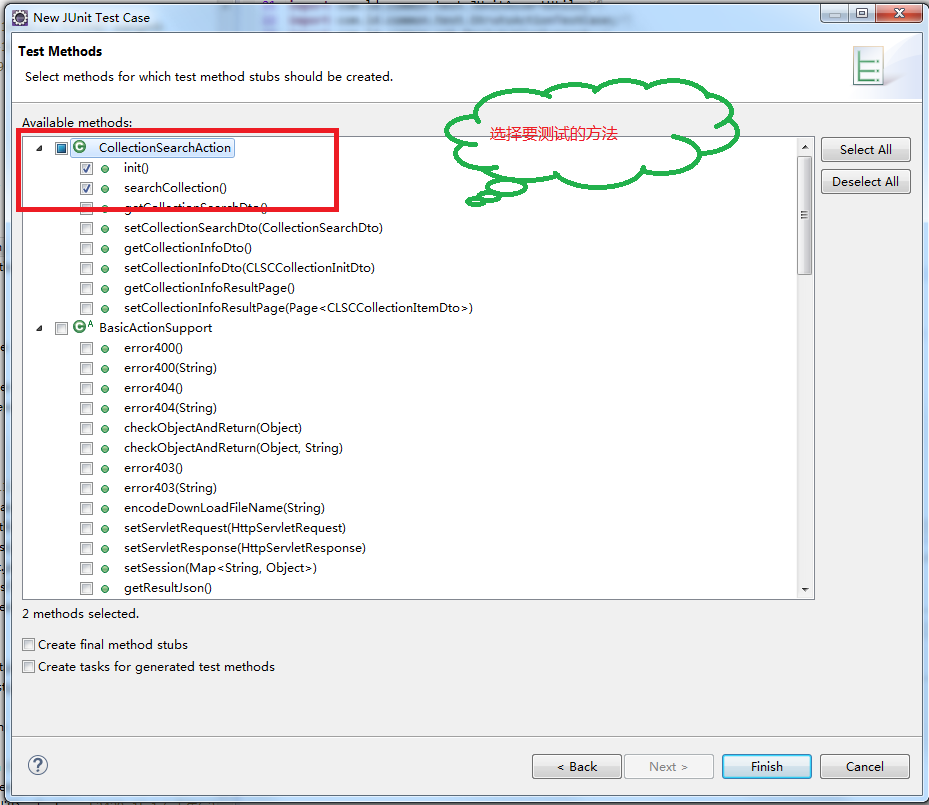 New JUnit Test Case
Test Methods
Select methods for which test method stubs should be created.
选择要测试的方法
Available methods:
CollectionSearchAction
init()
searchCollection()
getCollectionSearchDto()
setCollectionSearchDto(CollectionSearchDto)
getCollectionInfoDto()
setCollectionInfoDto(CLSCCollectionInitDto)
getCollectionInfoResultPage()
setCollectionInfoResultPage(Page<CLSCCollectionItemDto>)
BasicActionSupport
error400()
error400(String)
error404()
error404(String)
checkObjectAndReturn(Object)
checkObjectAndReturn(Object, String)
error403()
error403(String)
encodeDownLoadFileName(String)
setServletRequest(HttpServletRequest)
setServletResponse(HttpServletResponse)
setSession(Map<String, Object>)
getResultJson()
Select All
Deselect All
2 methods selected.
Create final method stubs
Create tasks for generated test methods
< Back
Next >
Finish
Cancel